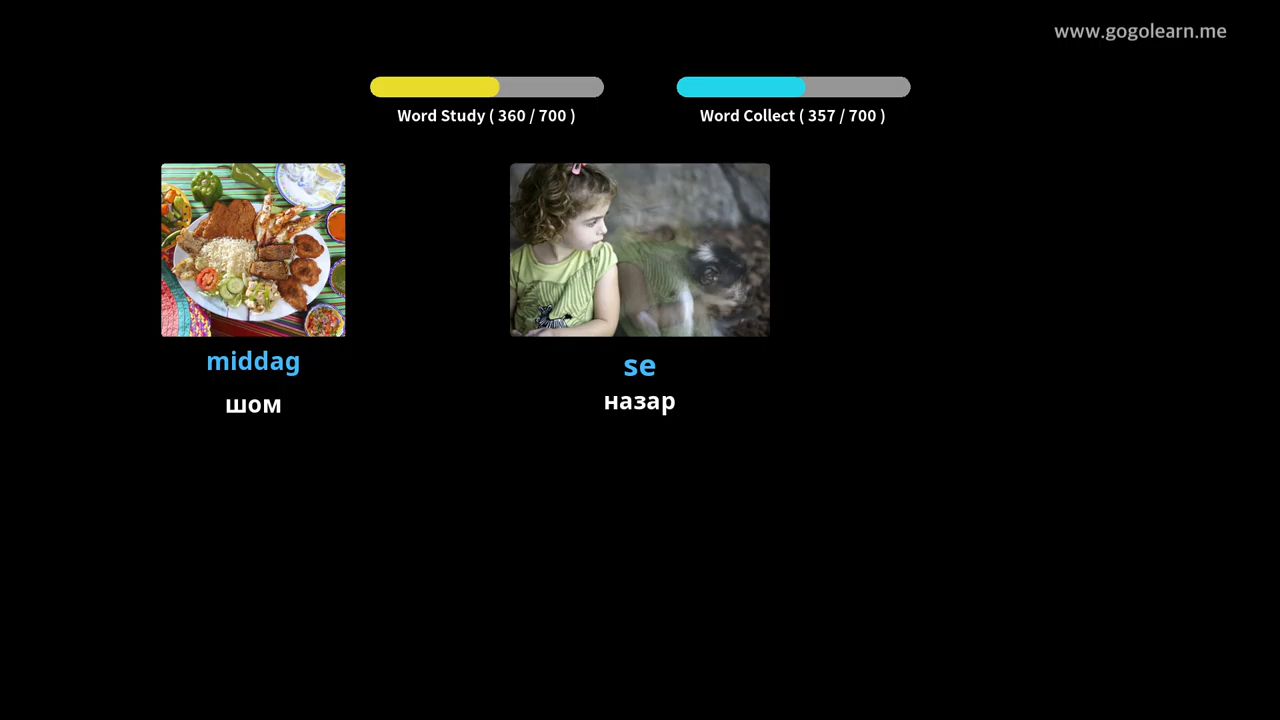 www.gogolearn.me
Word Study ( 360 / 700 )
Word Collect ( 357 / 700 )
middag
шом
se
назар